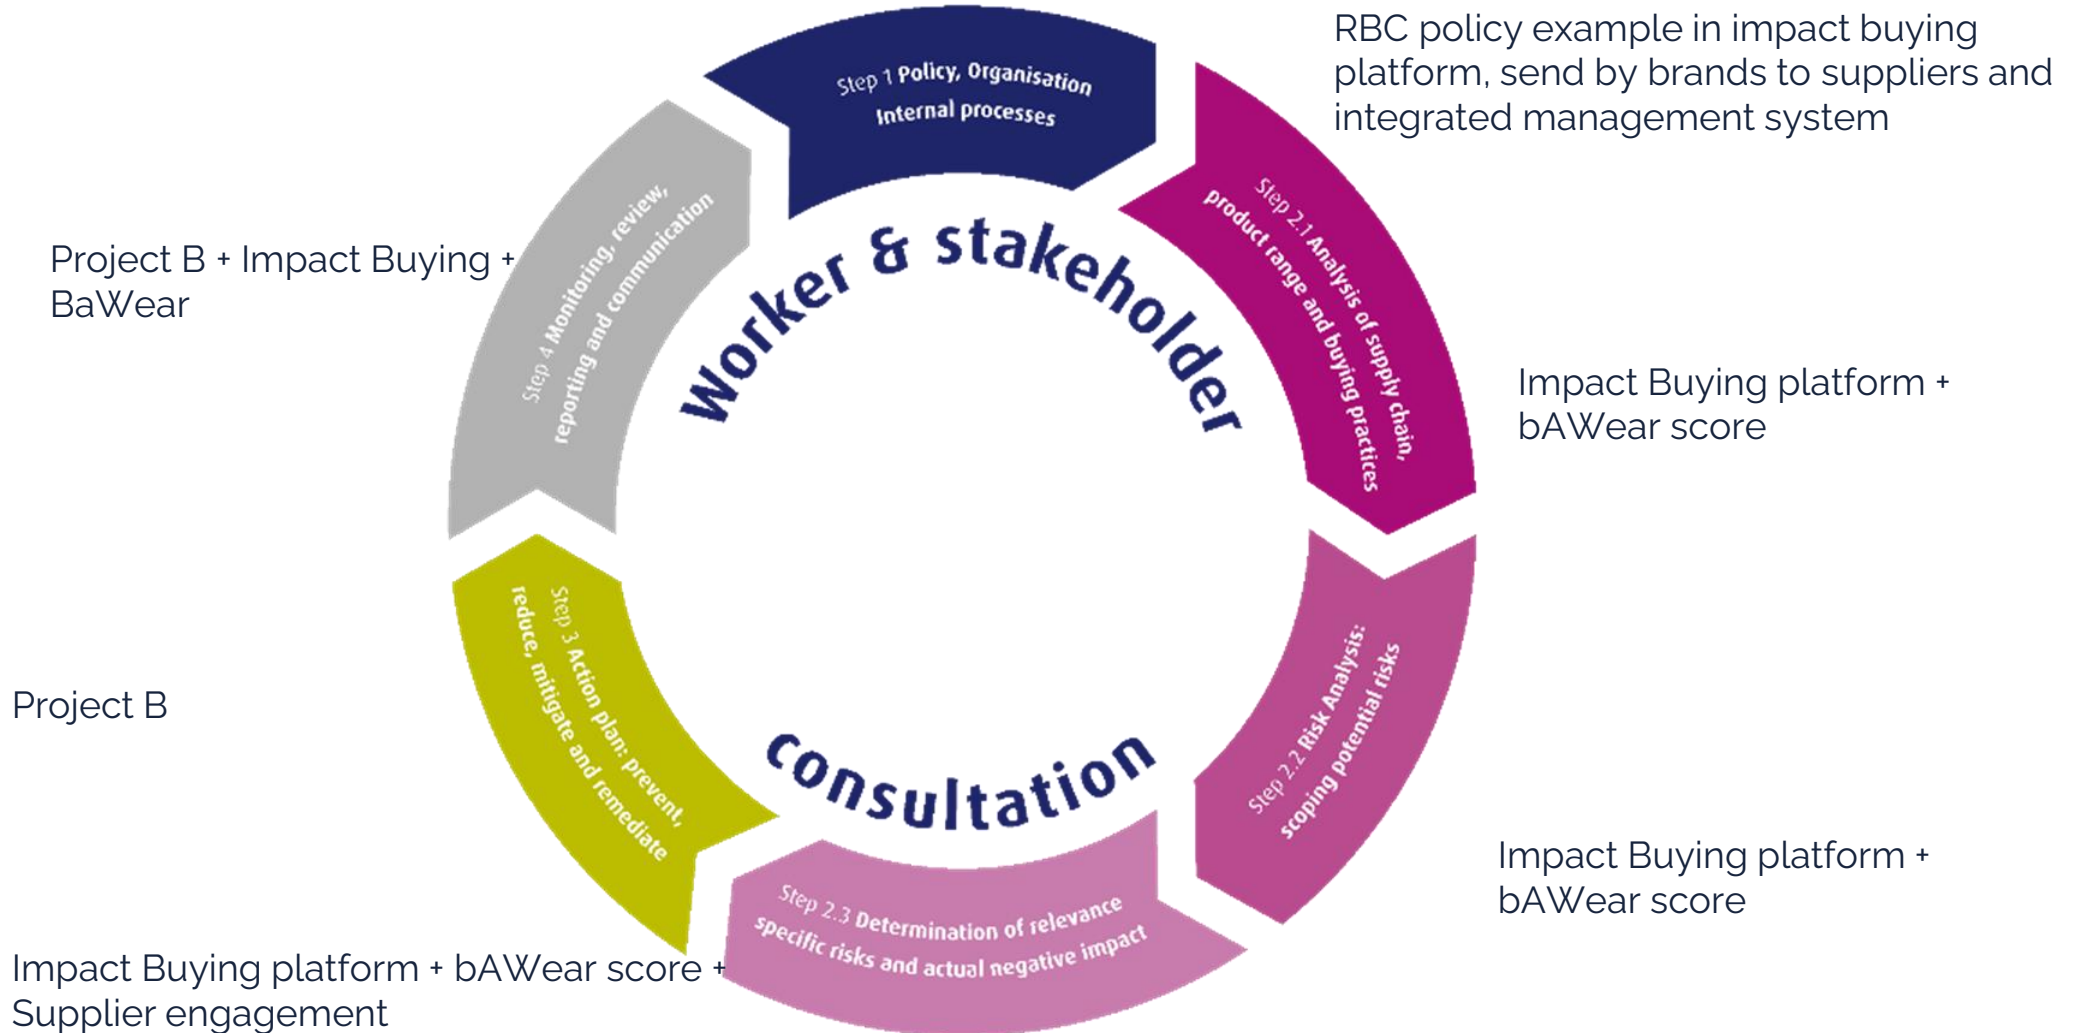 Step 1 Policy, Organisation
Internal processes
RBC policy example in impact buying
platform, send by brands to suppliers and
integrated management system
Step 2.1 Analysis of supply chain,
product range and buying practices
Impact Buying platform +
bAWear score
Step 2.2 Risk Analysis:
scoping potential risks
Impact Buying platform +
bAWear score
Step 2.3 Determination of relevance
specific risks and actual negative impact
Impact Buying platform + bAWear score +
Supplier engagement
Step 3 Action plan: prevent,
reduce, mitigate and remediate
Project B
Step 4 Monitoring, review,
reporting and communication
Project B + Impact Buying +
BaWear
Worker & stakeholder
consultation